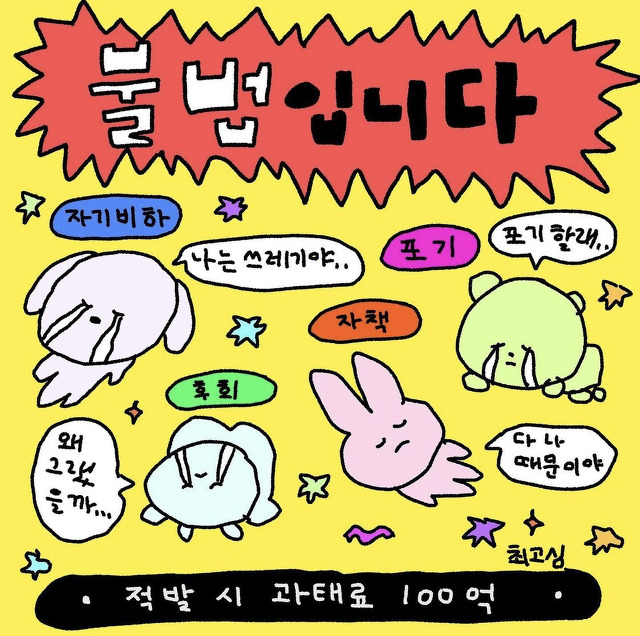 불법입니다
자기비하
나는 쓰레기야..
포기
포기할래..
자책
후회
왜
그랬
을까...
다 나
때문이야
최고심
· 적발 시 과태료 100억 ·